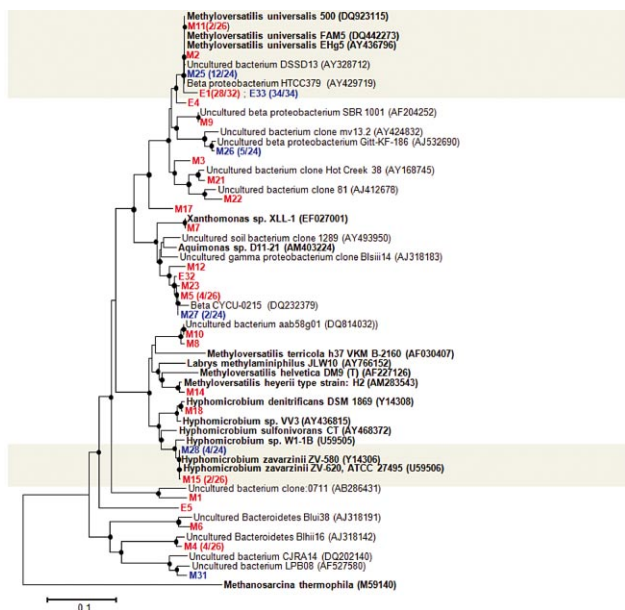 Methyloversatilis universalis 500 (DQ923115)
M11(2/26)
Methyloversatilis universalis FAM5 (DQ442273)
Methyloversatilis universalis EHg5 (AY436796)
M2
Uncultured bacterium DSSD13 (AY328712)
M25 (12/24)
Beta proteobacterium HTCC379 (AY429719)
E1(28/32) ; E33 (34/34)
E4
Uncultured beta proteobacterium SBR 1001 (AF204252)
M9
Uncultured bacterium clone mv13.2 (AY424832)
Uncultured beta proteobacterium Gitt-KF-186 (AJ532690)
M26 (5/24)
M3
Uncultured bacterium clone Hot Creek 38 (AY168745)
M21
Uncultured bacterium clone 81 (AJ412678)
M22
M17
Xanthomonas sp. XLL-1 (EF027001)
M7
Uncultured soil bacterium clone 1289 (AY493950)
Aquimonas sp. D11-21 (AM403224)
Uncultured gamma proteobacterium clone Blsiii14 (AJ318183)
M12
E32
M23
M5 (4/26)
Beta CYCU-0215 (DQ232379)
M27 (2/24)
Uncultured bacterium aab58g01 (DQ814032))
M10
M8
Methyloversatilis terricola h37 VKM B-2160 (AF030407)
Labrys methylaminiphilus JLW10 (AY766152)
Methyloversatilis helvetica DM9 (T) (AF227126)
Methyloversatilis heyerii type strain: H2 (AM283543)
M14
Hyphomicrobium denitrificans DSM 1869 (Y14308)
M18
Hyphomicrobium sp. VV3 (AY436815)
Hyphomicrobium sulfonivorans CT (AY468372)
Hyphomicrobium sp. W1-1B (U59505)
M28 (4/24)
Hyphomicrobium zavarzinii ZV-580 (Y14306)
Hyphomicrobium zavarzinii ZV-620, ATCC 27495 (U59506)
M15 (2/26)
Uncultured bacterium clone:0711 (AB286431)
M1
E5
Uncultured Bacteroidetes Blui38 (AJ318191)
M6
Uncultured Bacteroidetes Blhii16 (AJ318142)
M4 (4/26)
Uncultured bacterium CJRA14 (DQ202140)
Uncultured bacterium LPB08 (AF527580)
M31
Methanosarcina thermophila (M59140)
0.1